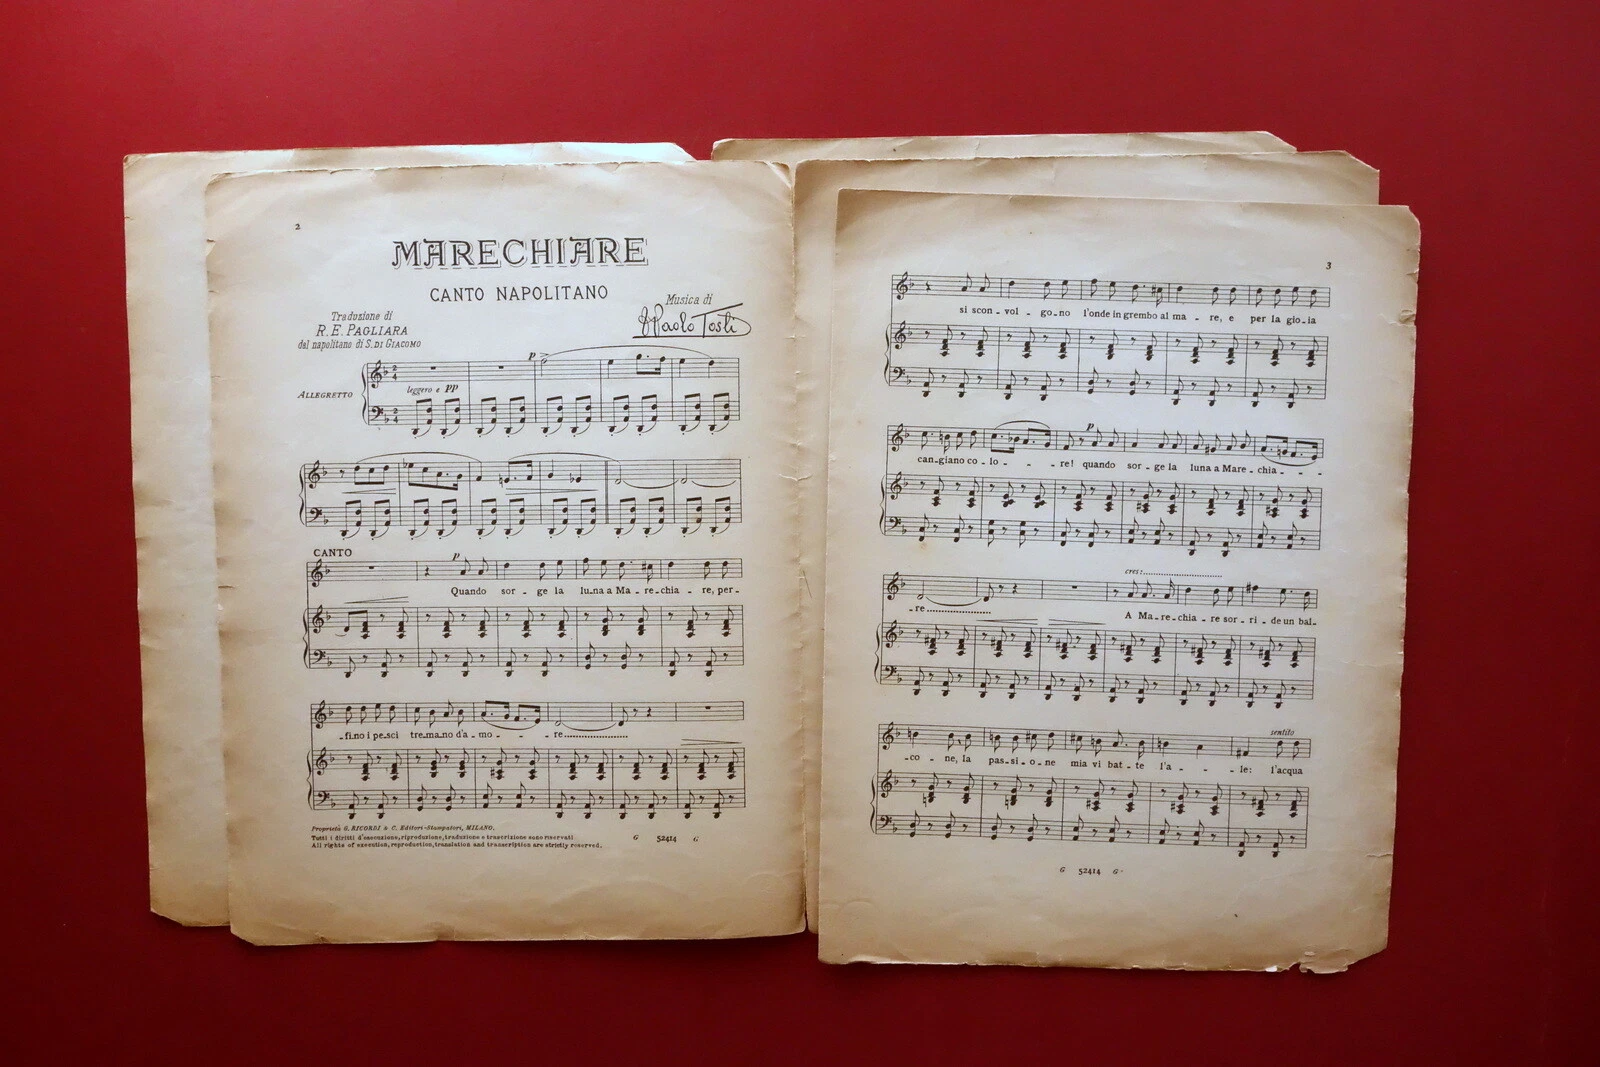 2
MARECHIARE
CANTO NAPOLITANO
Traduzione di
R. E. PAGLIARA
dal napolitano di S. DI GIACOMO
Musica di
F Paolo Tosti
p
ALLEGRETTO
leggero e pp
CANTO
p
Quando sor - ge la lu-na a Ma - re - chia - re, per-
-fi-no i pe-sci tre-ma-no d'a - mo - - - re
Proprietà G. RICORDI & C. Editori-Stampatori, MILANO.
Tutti i diritti d'esecuzione, riproduzione, traduzione e trascrizione sono riservati
All rights of execution, reproduction, translation and transcription are strictly reserved.
G 52414 G
3
si scon - vol - go - no l'onde in grembo al ma - re, e per la gio-ia
p
can-giano co - lo - - - re! quando sor - ge la luna a Mare - chia - - -
cres:
-re A Ma - re - chia - re sor - ri - de un bal-
sentito
-co - ne, la pas-si - o - ne mia vi bat - te l'a - - le: l'acqua
G 52414 G